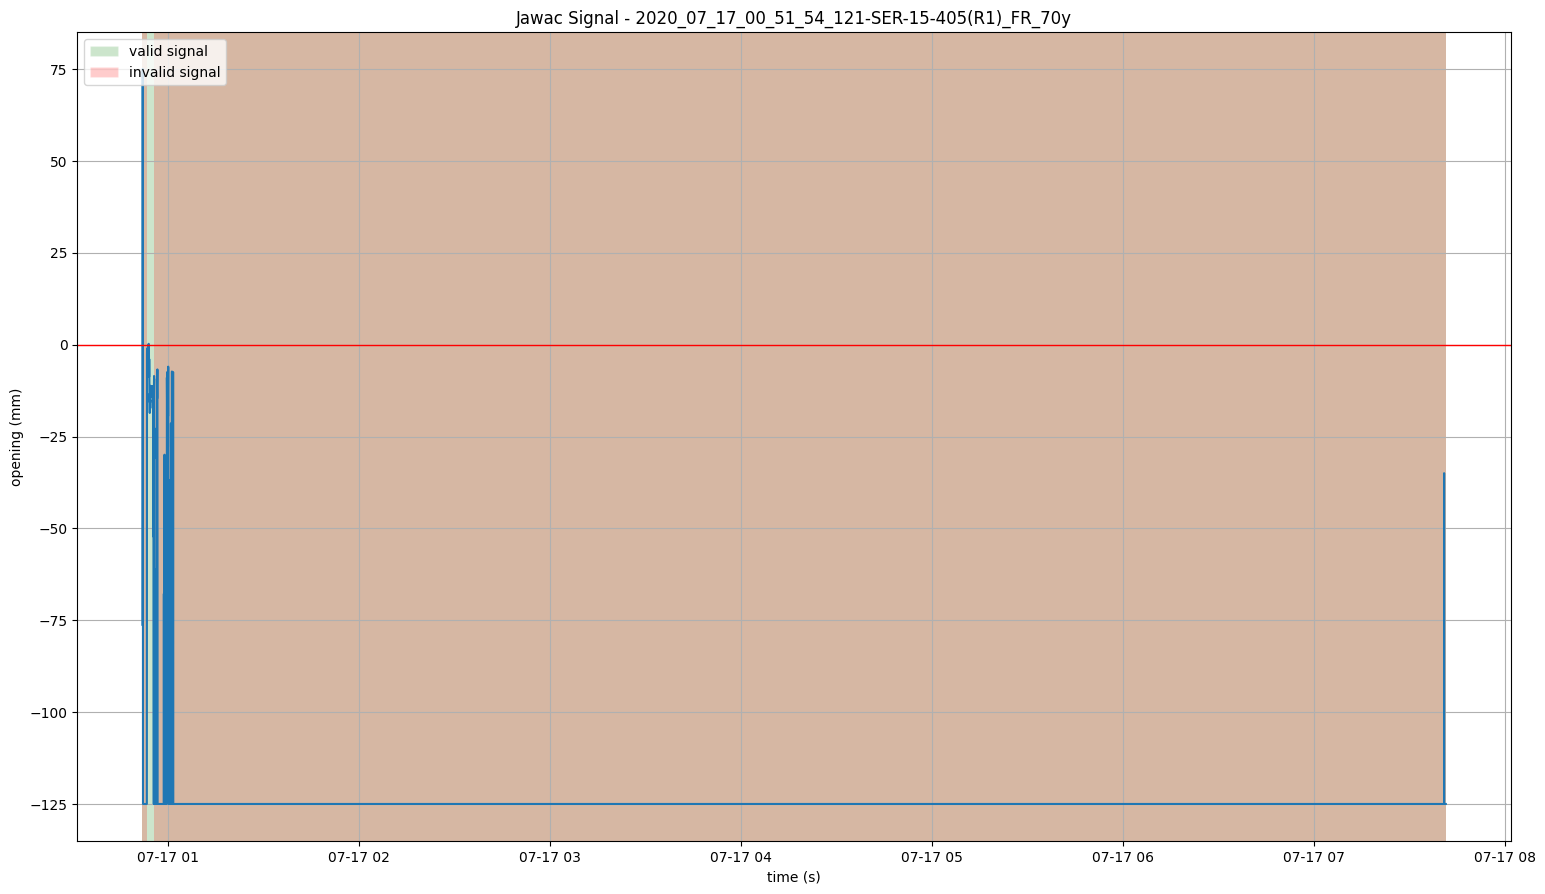 Jawac Signal - 2020_07_17_00_51_54_121-SER-15-405(R1)_FR_70y
valid signal
invalid signal
75
50
25
0
−25
−50
−75
−100
−125
opening (mm)
07-17 01 07-17 02 07-17 03 07-17 04 07-17 05 07-17 06 07-17 07 07-17 08
time (s)